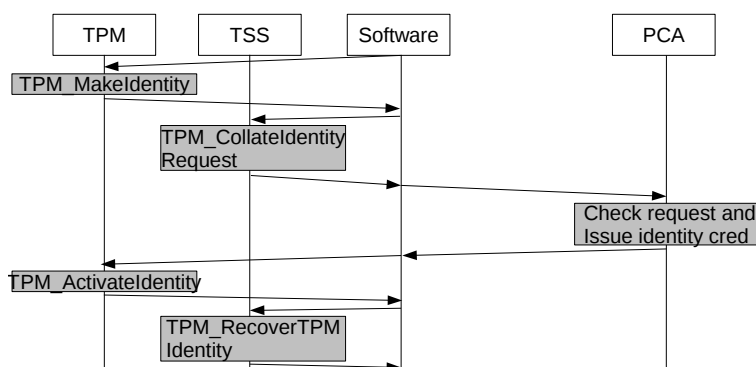 TPM
TSS
Software
PCA
TPM_MakeIdentity
TPM_CollateIdentity
Request
Check request and
Issue identity cred
TPM_ActivateIdentity
TPM_RecoverTPM
Identity